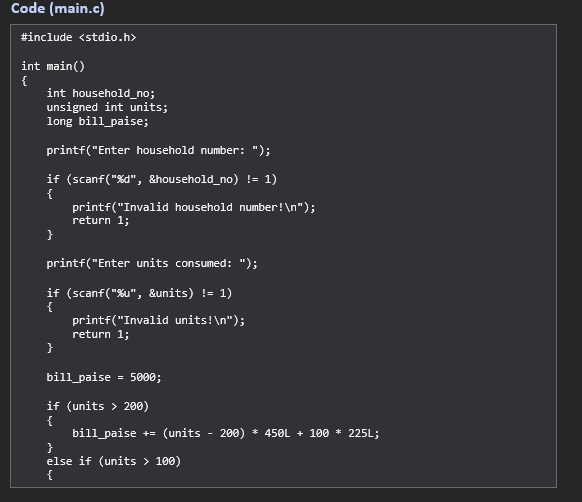 Code (main.c)
#include <stdio.h>
int main()
{
    int household_no;
    unsigned int units;
    long bill_paise;
    printf("Enter household number: ");
    if (scanf("%d", &household_no) != 1)
    {
        printf("Invalid household number!\n");
        return 1;
    }
    printf("Enter units consumed: ");
    if (scanf("%u", &units) != 1)
    {
        printf("Invalid units!\n");
        return 1;
    }
    bill_paise = 5000;
    if (units > 200)
    {
        bill_paise += (units - 200) * 450L + 100 * 225L;
    }
    else if (units > 100)
    {